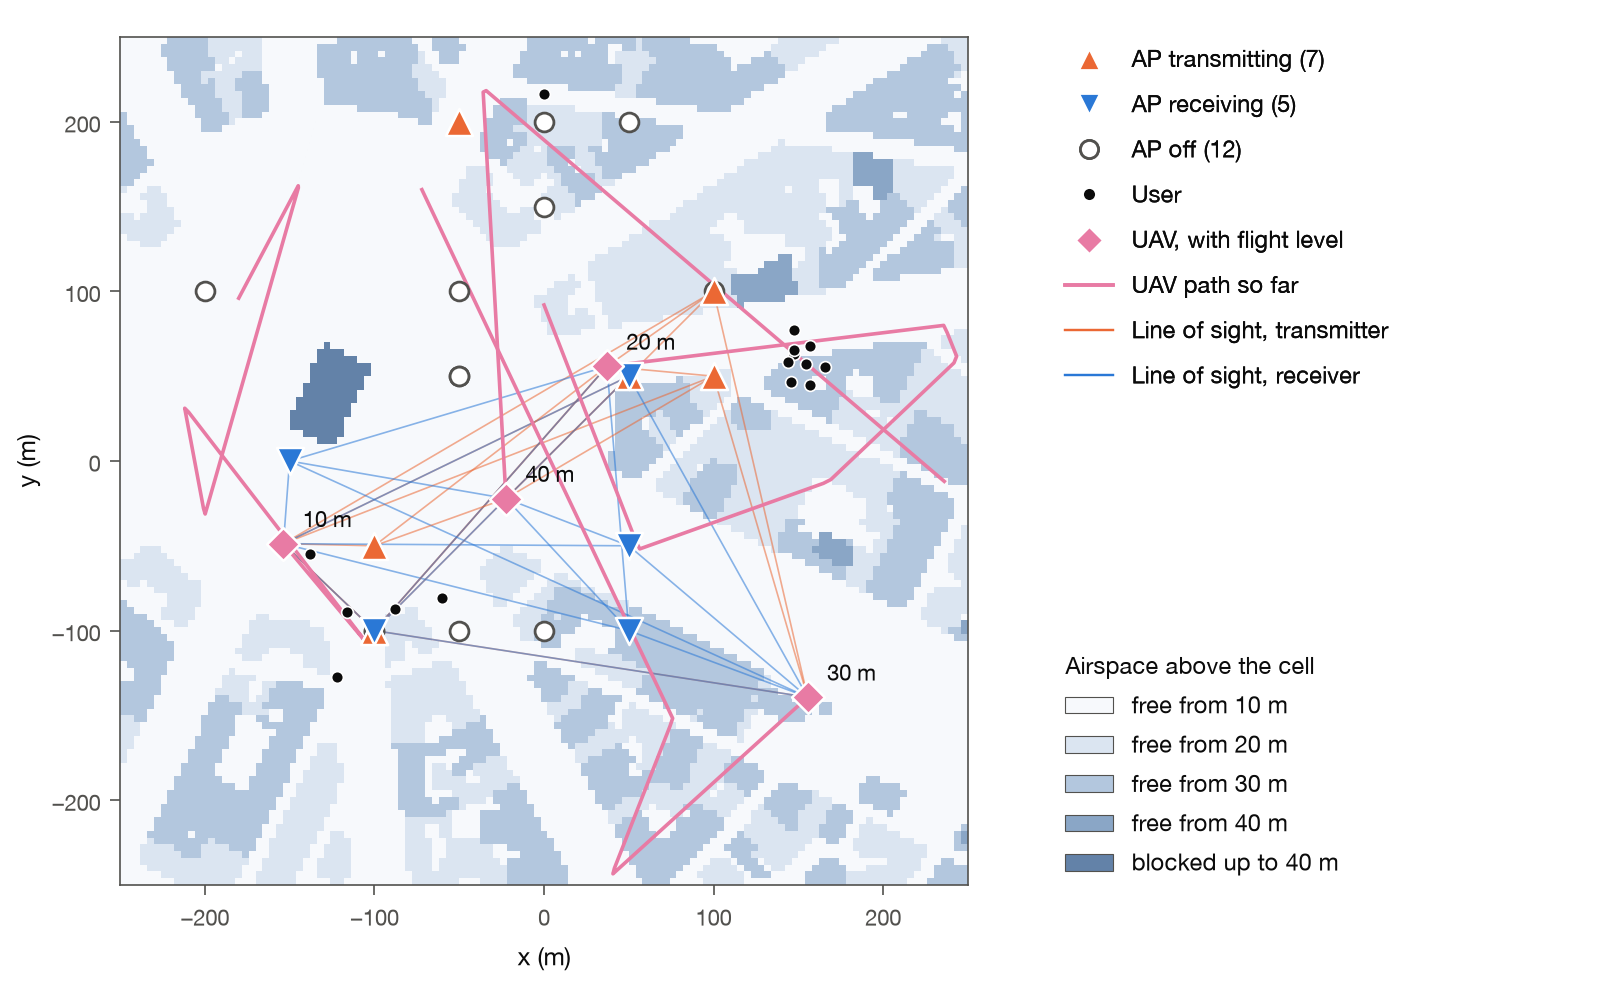 AP transmitting (7)
AP receiving (5)
AP off (12)
User
UAV, with flight level
UAV path so far
Line of sight, transmitter
Line of sight, receiver
Airspace above the cell
free from 10 m
free from 20 m
free from 30 m
free from 40 m
blocked up to 40 m
20 m
40 m
10 m
30 m
200
100
0
−100
−200
y (m)
−200
−100
0
100
200
x (m)